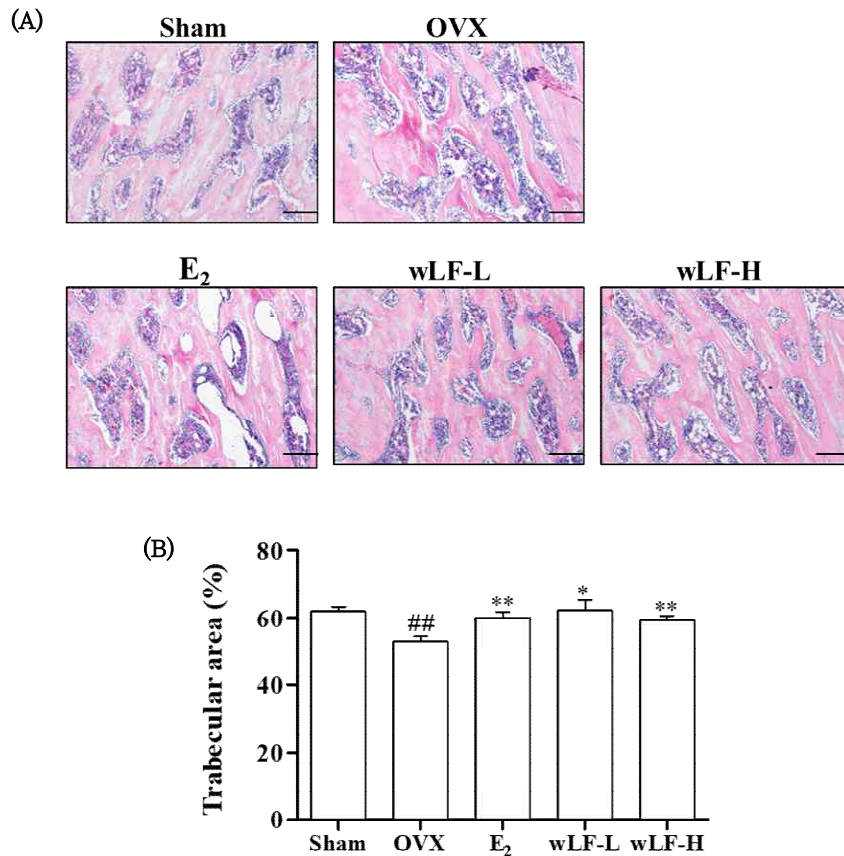 (A)
Sham OVX
E₂ wLF-L wLF-H
(B)
Trabecular area (%)
80
60
40
20
0
##
**
*
**
Sham OVX E₂ wLF-L wLF-H